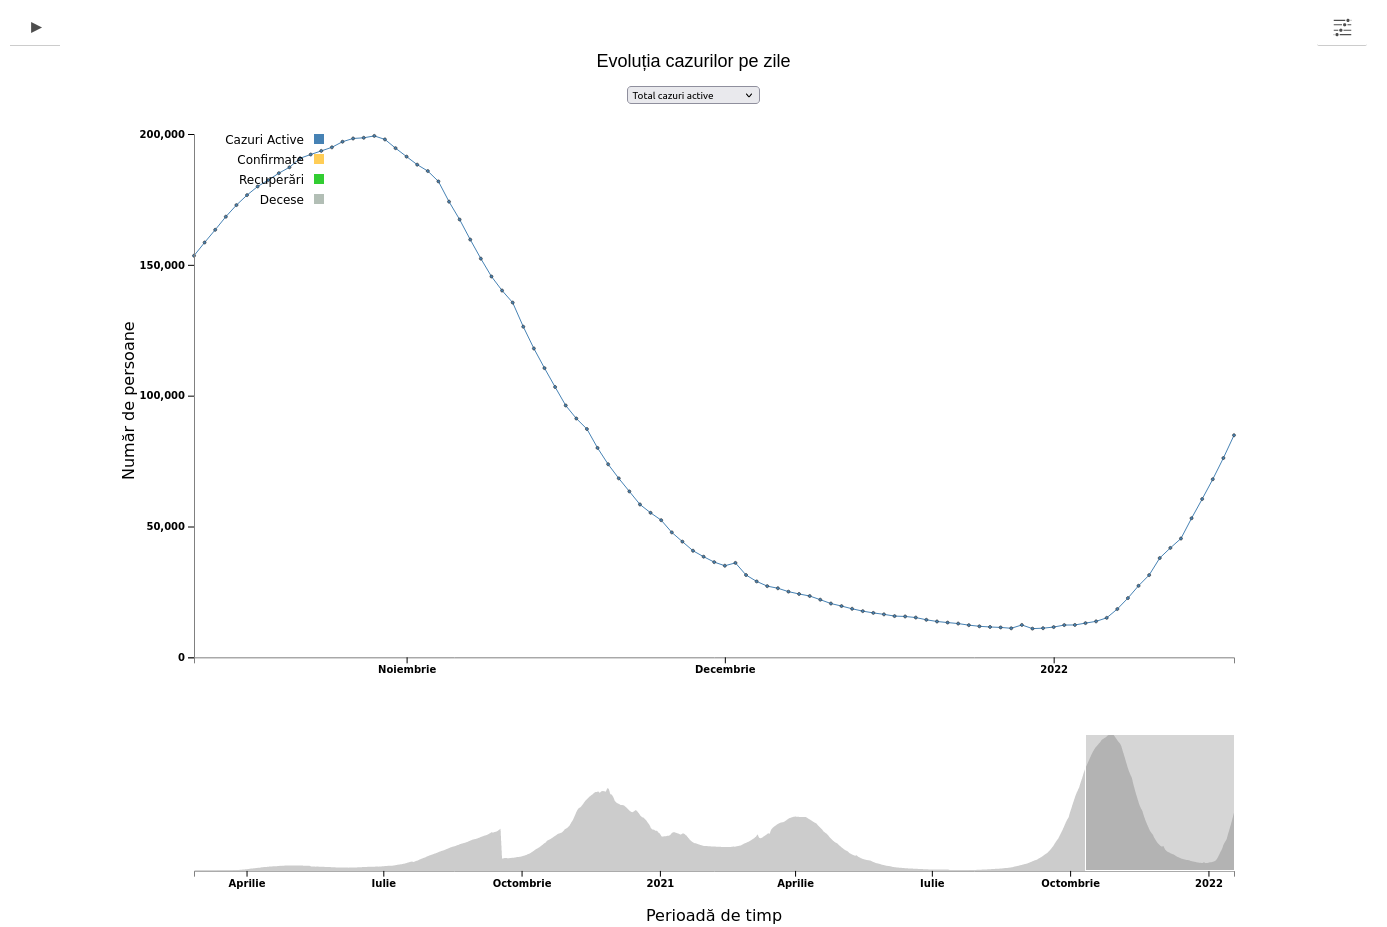 Evoluția cazurilor pe zile
Total cazuri active
Cazuri Active
Confirmate
Recuperări
Decese
Număr de persoane
200,000
150,000
100,000
50,000
0
Noiembrie Decembrie 2022
Aprilie Iulie Octombrie 2021 Aprilie Iulie Octombrie 2022
Perioadă de timp